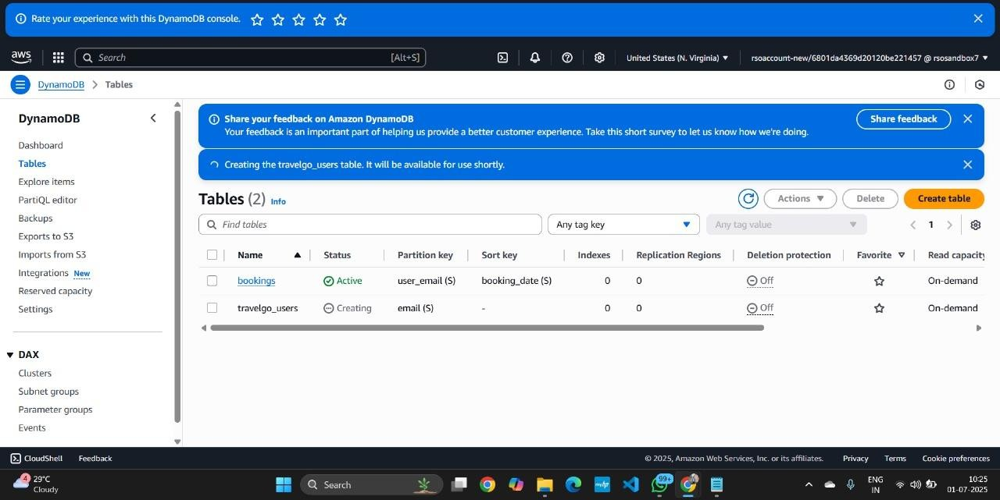 Rate your experience with this DynamoDB console.
aws Search [Alt+S] United States (N. Virginia) ▼ rsoaccount-new/6801da4369d20120be221457 @ rsosandbox7 ▼
DynamoDB > Tables
DynamoDB
Dashboard
Tables
Explore items
PartiQL editor
Backups
Exports to S3
Imports from S3
Integrations New
Reserved capacity
Settings
▼ DAX
Clusters
Subnet groups
Parameter groups
Events
Share your feedback on Amazon DynamoDB
Your feedback is an important part of helping us provide a better customer experience. Take this short survey to let us know how we're doing.
Share feedback
Creating the travelgo_users table. It will be available for use shortly.
Tables (2) Info Actions ▼ Delete Create table
Find tables Any tag key ▼ Any tag value ▼ < 1 >
Name ▲ Status Partition key Sort key Indexes Replication Regions Deletion protection Favorite ▽ Read capacity
bookings Active user_email (S) booking_date (S) 0 0 Off On-demand
travelgo_users Creating email (S) - 0 0 Off On-demand
CloudShell Feedback © 2025, Amazon Web Services, Inc. or its affiliates. Privacy Terms Cookie preferences
4 29°C
Cloudy
Search
myhp
99+
ENG
IN
10:25
01-07-2025